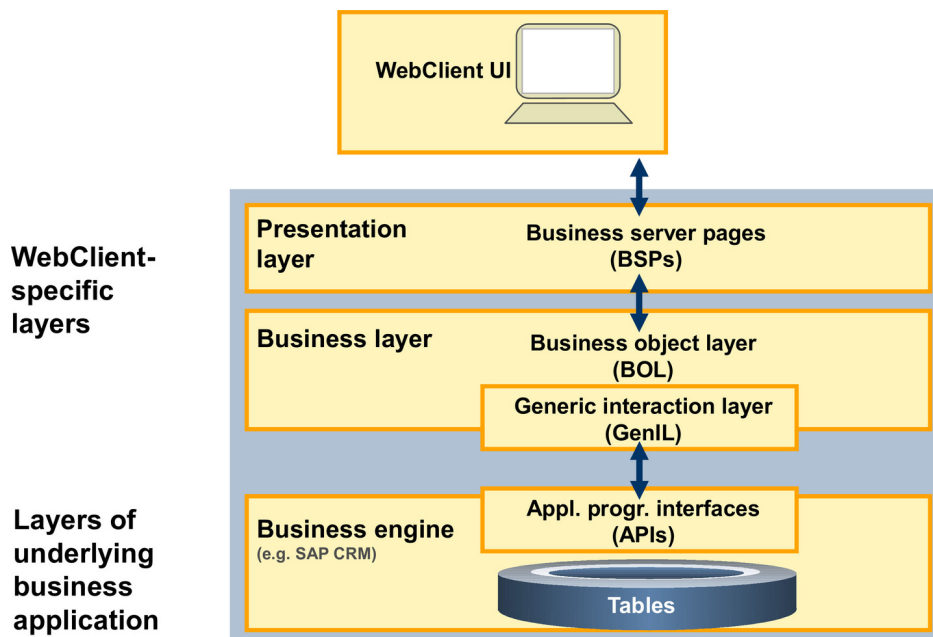 WebClient UI
WebClient-
specific
layers
Presentation
layer
Business server pages
(BSPs)
Business layer
Business object layer
(BOL)
Generic interaction layer
(GenIL)
Layers of
underlying
business
application
Business engine
(e.g. SAP CRM)
Appl. progr. interfaces
(APIs)
Tables